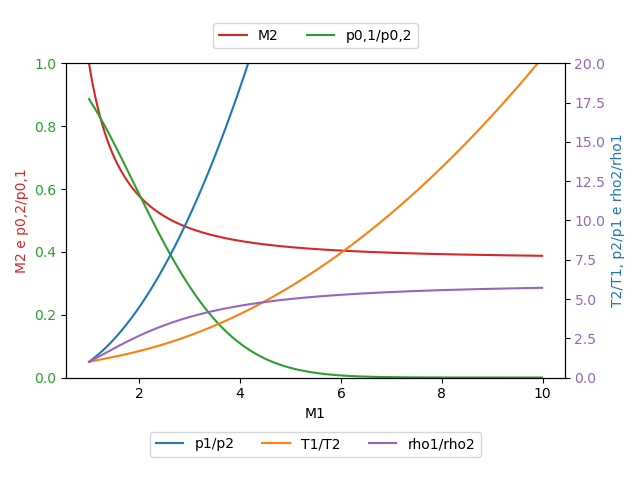 M2 p0,1/p0,2
1.0 0.8 0.6 0.4 0.2 0.0
M2 e p0,2/p0,1
20.0 17.5 15.0 12.5 10.0 7.5 5.0 2.5 0.0
T2/T1, p2/p1 e rho2/rho1
2 4 6 8 10
M1
p1/p2 T1/T2 rho1/rho2